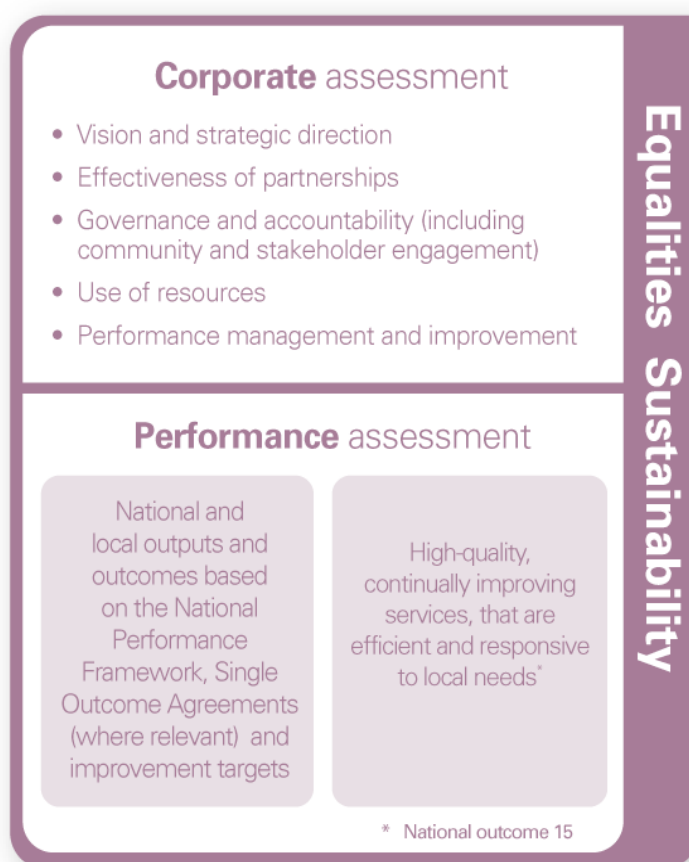 Corporate assessment
• Vision and strategic direction
• Effectiveness of partnerships
• Governance and accountability (including
community and stakeholder engagement)
• Use of resources
• Performance management and improvement
Performance assessment
National and
local outputs and
outcomes based
on the National
Performance
Framework, Single
Outcome Agreements
(where relevant) and
improvement targets
High-quality,
continually improving
services, that are
efficient and responsive
to local needs*
* National outcome 15
Equalities Sustainability